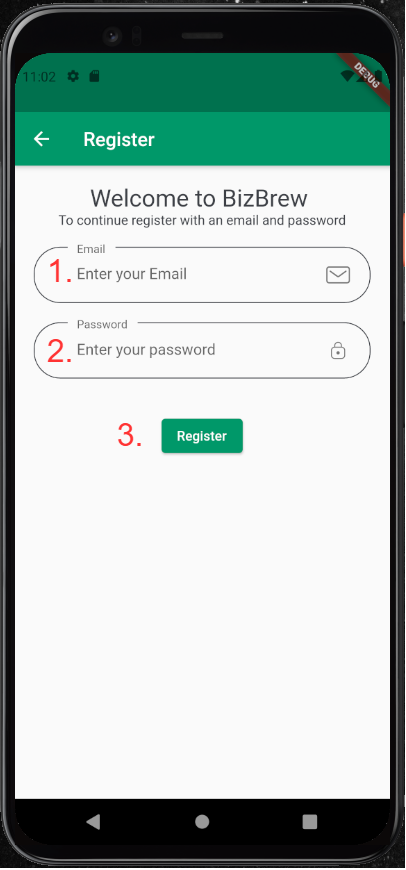 11:02
DEBUG
Register
Welcome to BizBrew
To continue register with an email and password
Email
1. Enter your Email
Password
2. Enter your password
3. Register